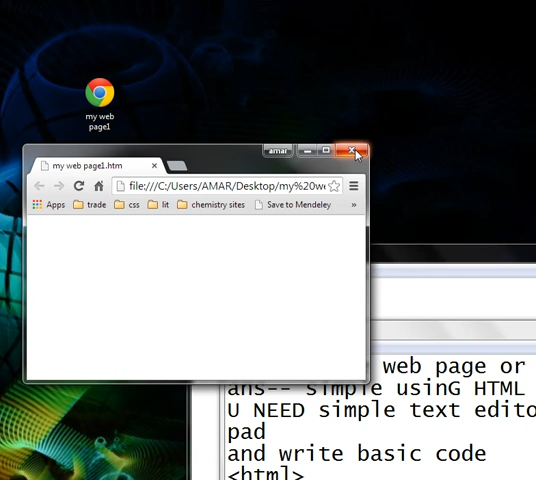 my web
page1
amar
my web page1.htm
file:///C:/Users/AMAR/Desktop/my%20we
Apps trade css lit chemistry sites Save to Mendeley »
web page or
ans-- simple usinG HTML
U NEED simple text edito
pad
and write basic code
<html>